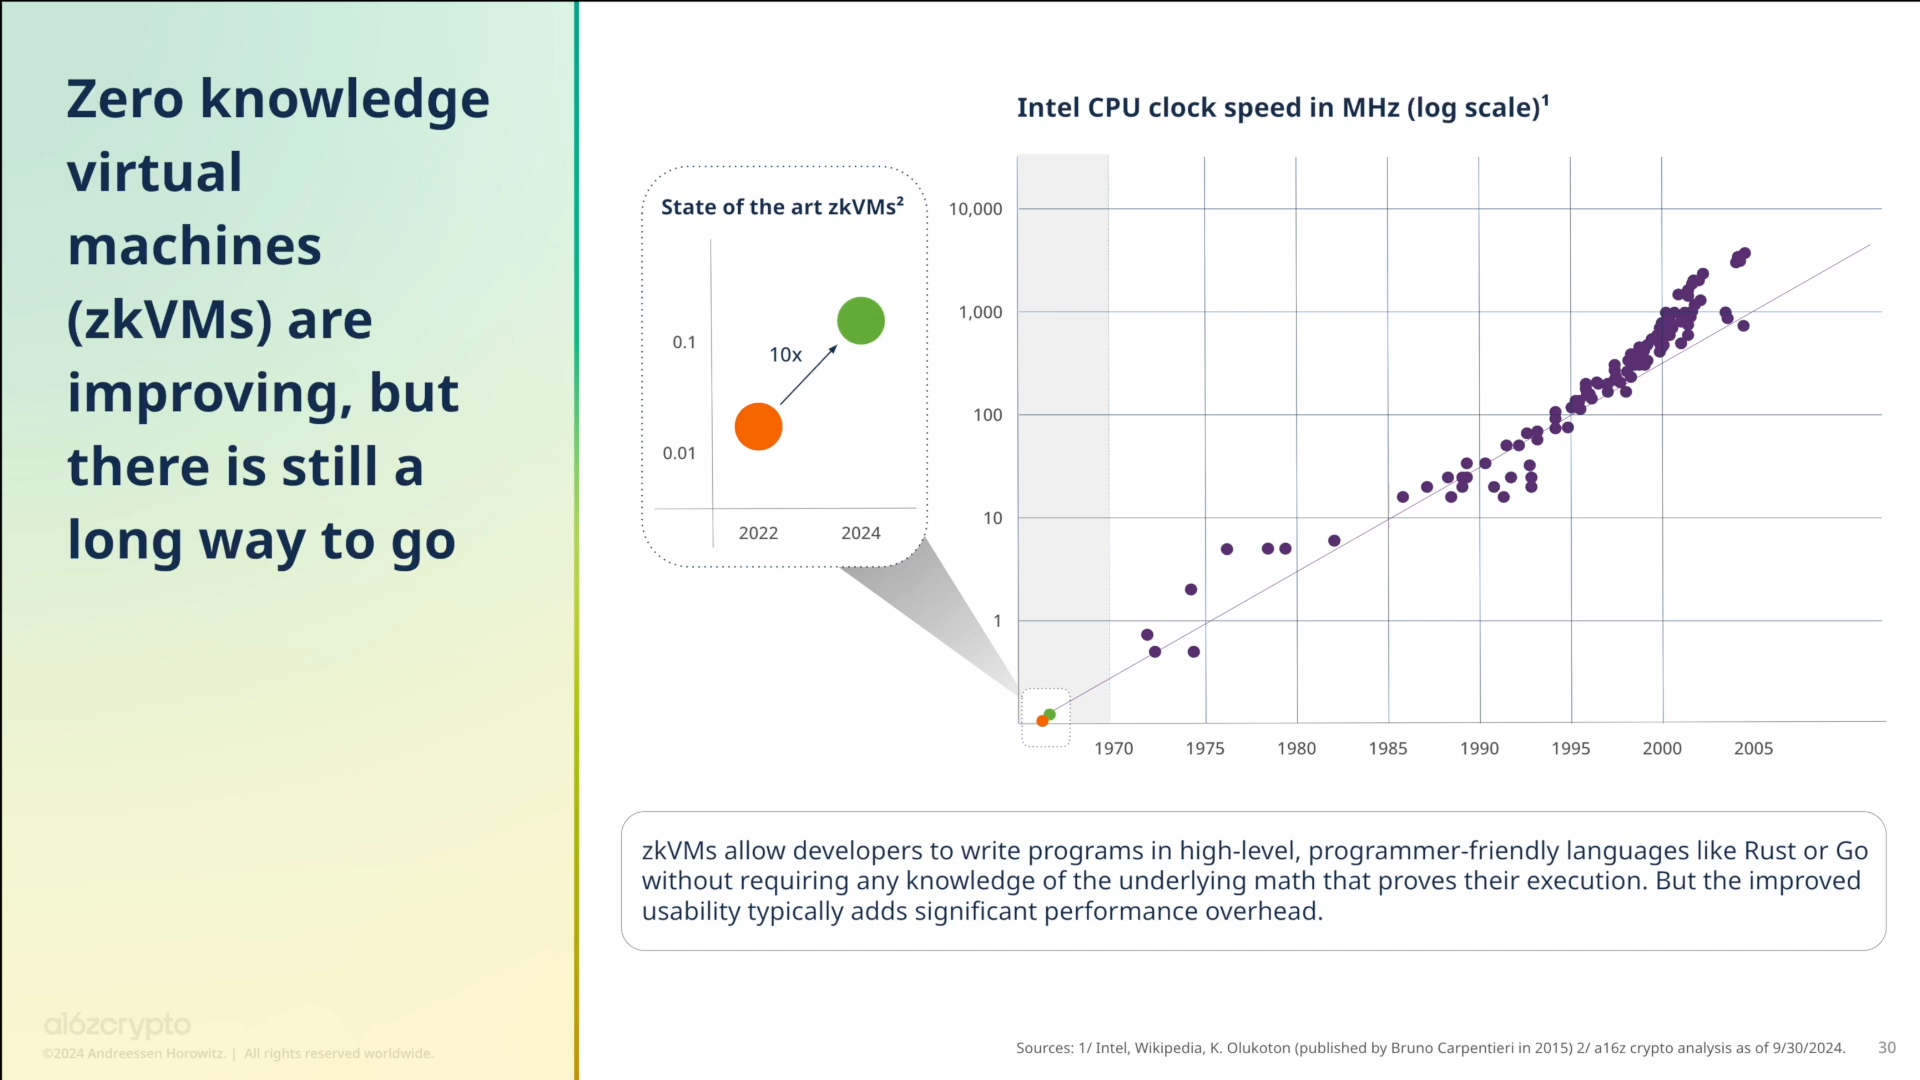 Zero knowledge
virtual
machines
(zkVMs) are
improving, but
there is still a
long way to go
Intel CPU clock speed in MHz (log scale)¹
State of the art zkVMs²
0.1
0.01
10x
2022
2024
10,000
1,000
100
10
1
1970
1975
1980
1985
1990
1995
2000
2005
zkVMs allow developers to write programs in high-level, programmer-friendly languages like Rust or Go
without requiring any knowledge of the underlying math that proves their execution. But the improved
usability typically adds significant performance overhead.
a16zcrypto
©2024 Andreessen Horowitz. | All rights reserved worldwide.
Sources: 1/ Intel, Wikipedia, K. Olukoton (published by Bruno Carpentieri in 2015) 2/ a16z crypto analysis as of 9/30/2024.
30